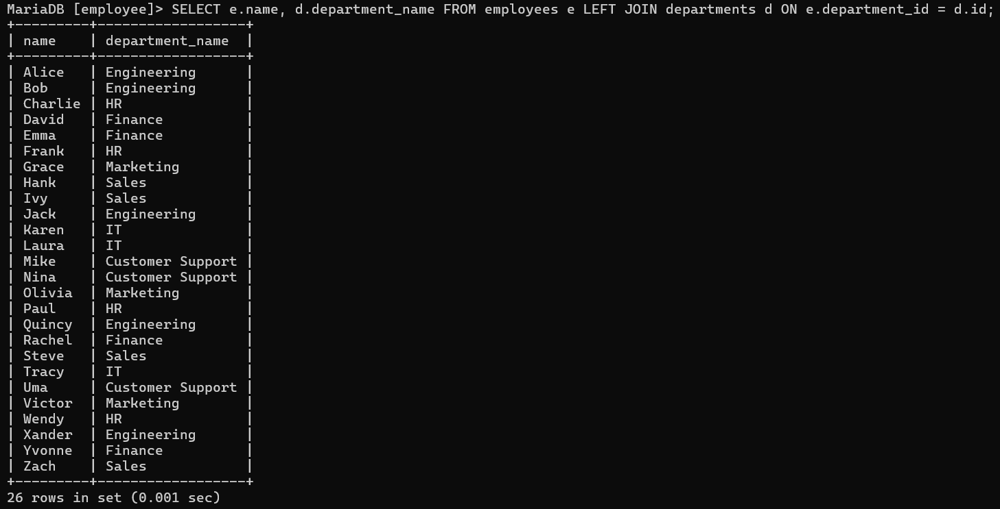 MariaDB [employee]> SELECT e.name, d.department_name FROM employees e LEFT JOIN departments d ON e.department_id = d.id;
+---------+------------------+
| name    | department_name  |
+---------+------------------+
| Alice   | Engineering      |
| Bob     | Engineering      |
| Charlie | HR               |
| David   | Finance          |
| Emma    | Finance          |
| Frank   | HR               |
| Grace   | Marketing        |
| Hank    | Sales            |
| Ivy     | Sales            |
| Jack    | Engineering      |
| Karen   | IT               |
| Laura   | IT               |
| Mike    | Customer Support |
| Nina    | Customer Support |
| Olivia  | Marketing        |
| Paul    | HR               |
| Quincy  | Engineering      |
| Rachel  | Finance          |
| Steve   | Sales            |
| Tracy   | IT               |
| Uma     | Customer Support |
| Victor  | Marketing        |
| Wendy   | HR               |
| Xander  | Engineering      |
| Yvonne  | Finance          |
| Zach    | Sales            |
+---------+------------------+
26 rows in set (0.001 sec)